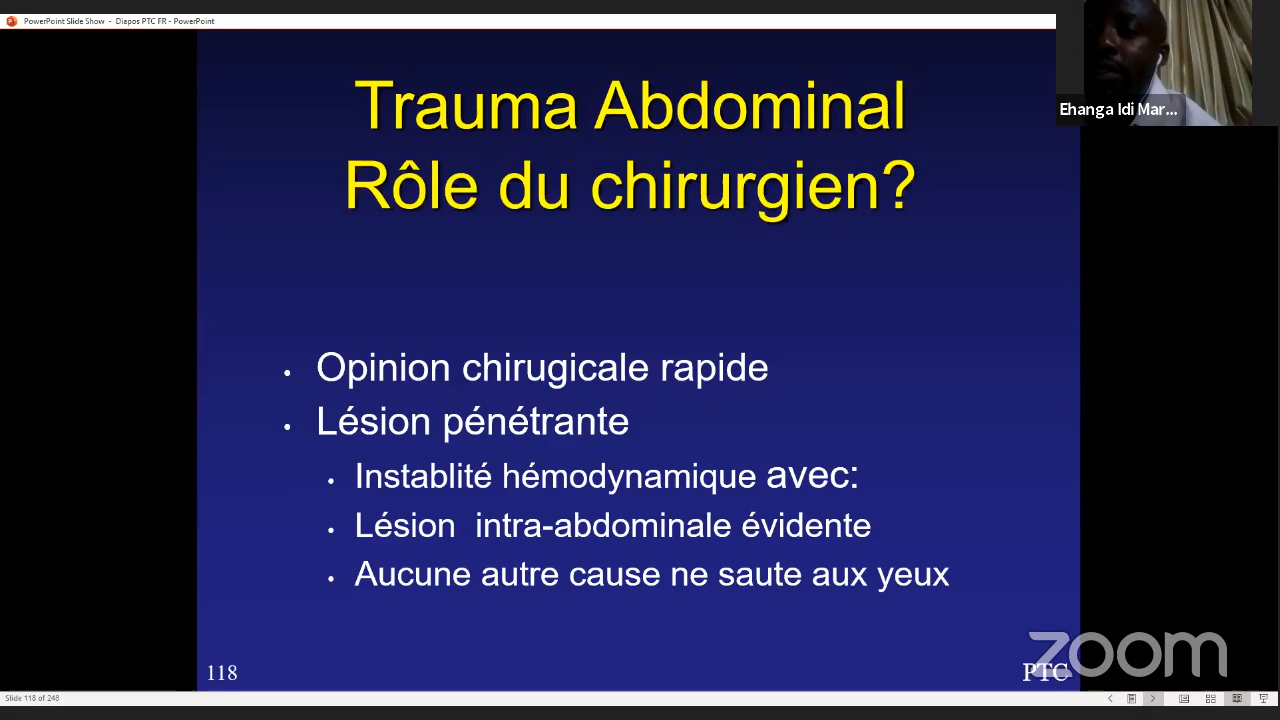 PowerPoint Slide Show - Diapos PTC FR - PowerPoint
Ehanga Idi Mar...
Trauma Abdominal
Rôle du chirurgien?
• Opinion chirugicale rapide
• Lésion pénétrante
• Instablité hémodynamique avec:
• Lésion intra-abdominale évidente
• Aucune autre cause ne saute aux yeux
118
PTC
zoom
Slide 118 of 248